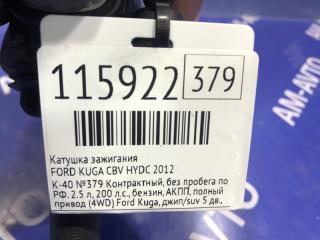 115922 379
Катушка зажигания
FORD KUGA CBV HYDC 2012
К-40 №379 Контрактный, без пробега по
РФ, 2.5 л, 200 л.с., бензин, АКПП, полный
привод (4WD) Ford Kuga, джип/suv 5 дв.,
AM-AVTO